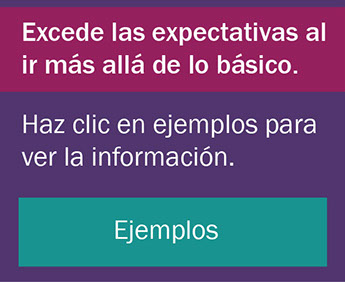 Excede las expectativas al
ir más allá de lo básico.
Haz clic en ejemplos para
ver la información.
Ejemplos